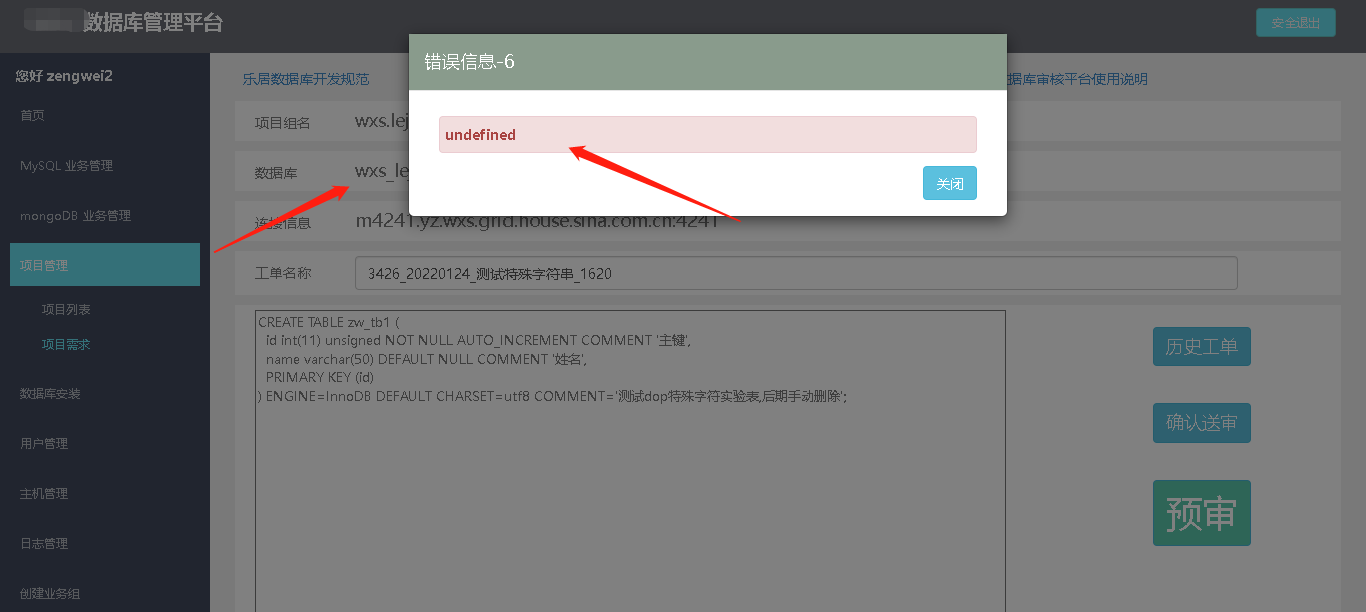 数据库管理平台
安全退出
错误信息-6
您好 zengwei2
乐居数据库开发规范
据库审核平台使用说明
首页
项目组名
wxs.lej
undefined
MySQL 业务管理
数据库
wxs_lej
关闭
mongoDB 业务管理
连接信息
m4241.yz.wxs.grid.house.sina.com.cn:4241
项目管理
工单名称
3426_20220124_测试特殊字符串_1620
项目列表
项目需求
CREATE TABLE zw_tb1 (
id int(11) unsigned NOT NULL AUTO_INCREMENT COMMENT '主键',
name varchar(50) DEFAULT NULL COMMENT '姓名',
PRIMARY KEY (id)
) ENGINE=InnoDB DEFAULT CHARSET=utf8 COMMENT='测试dop特殊字符实验表,后期手动删除';
历史工单
确认送审
预审
数据库安装
用户管理
主机管理
日志管理
创建业务组